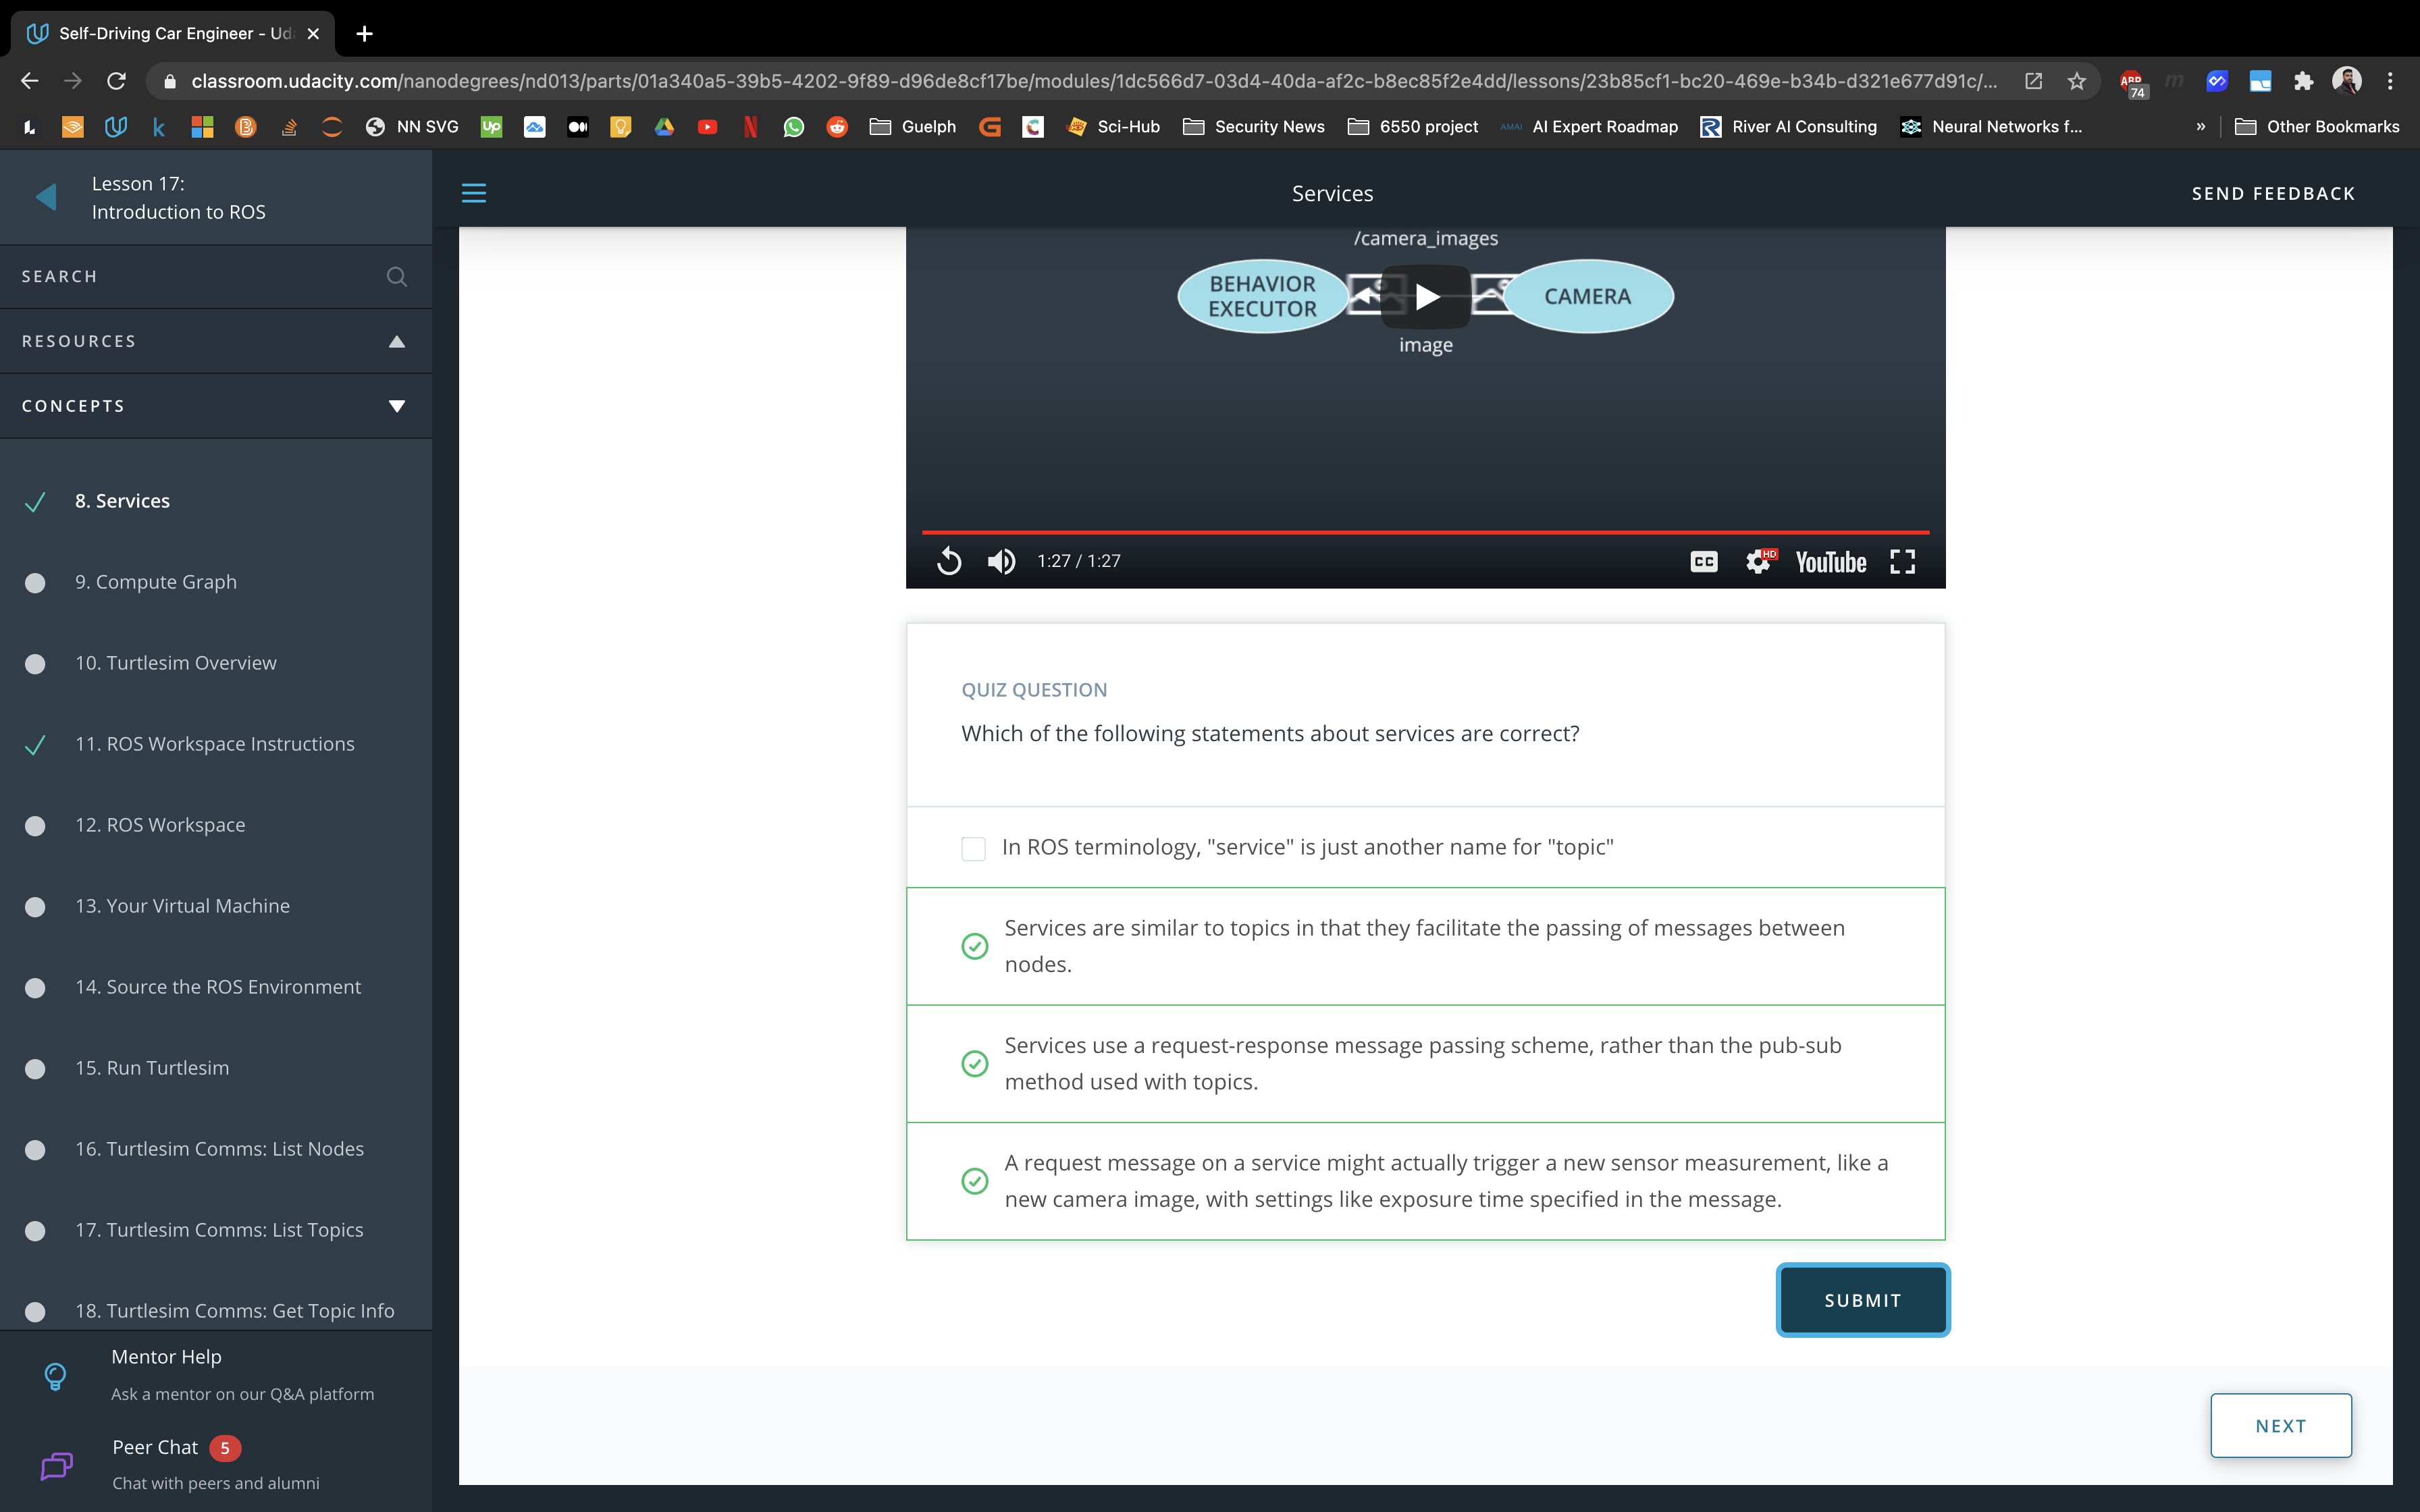 Self-Driving Car Engineer - Ud
classroom.udacity.com/nanodegrees/nd013/parts/01a340a5-39b5-4202-9f89-d96de8cf17be/modules/1dc566d7-03d4-40da-af2c-b8ec85f2e4dd/lessons/23b85cf1-bc20-469e-b34b-d321e677d91c/...
ABP
74
NN SVG
Up
Guelph
Sci-Hub
Security News
6550 project
AMAI
AI Expert Roadmap
River AI Consulting
Neural Networks f...
»
Other Bookmarks
Lesson 17:
Introduction to ROS
SEARCH
RESOURCES
CONCEPTS
8. Services
9. Compute Graph
10. Turtlesim Overview
11. ROS Workspace Instructions
12. ROS Workspace
13. Your Virtual Machine
14. Source the ROS Environment
15. Run Turtlesim
16. Turtlesim Comms: List Nodes
17. Turtlesim Comms: List Topics
18. Turtlesim Comms: Get Topic Info
Mentor Help
Ask a mentor on our Q&A platform
Peer Chat 5
Chat with peers and alumni
Services
SEND FEEDBACK
/camera_images
BEHAVIOR
EXECUTOR
CAMERA
image
1:27 / 1:27
CC
HD
YouTube
QUIZ QUESTION
Which of the following statements about services are correct?
In ROS terminology, "service" is just another name for "topic"
Services are similar to topics in that they facilitate the passing of messages between
nodes.
Services use a request-response message passing scheme, rather than the pub-sub
method used with topics.
A request message on a service might actually trigger a new sensor measurement, like a
new camera image, with settings like exposure time specified in the message.
SUBMIT
NEXT